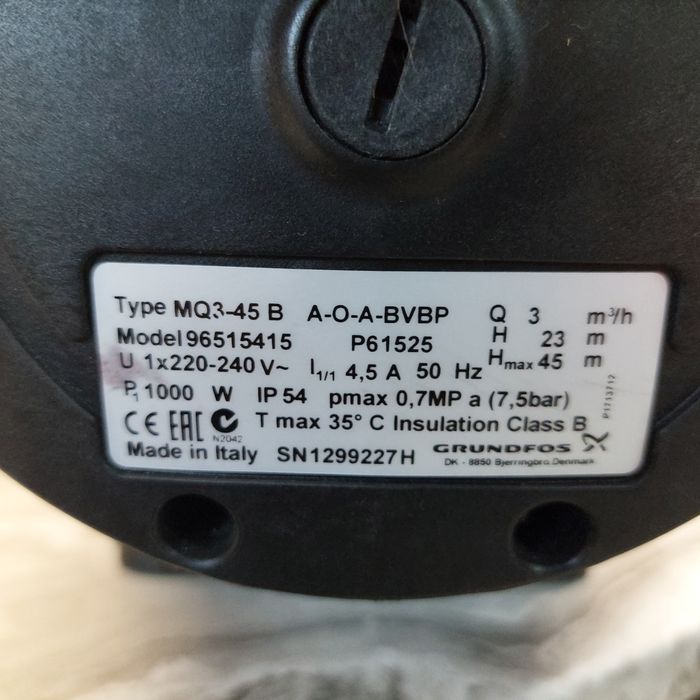 Type MQ3-45 B A-O-A-BVBP Q 3 m³/h
Model 96515415 P61525 H 23 m
U 1x220-240 V~ I1/1 4,5 A 50 Hz Hmax 45 m
P1 1000 W IP 54 pmax 0,7MP a (7,5bar)
CE EAC N2042 T max 35° C Insulation Class B
Made in Italy SN1299227H GRUNDFOS
DK - 8850 Bjerringbro, Denmark
P1713712